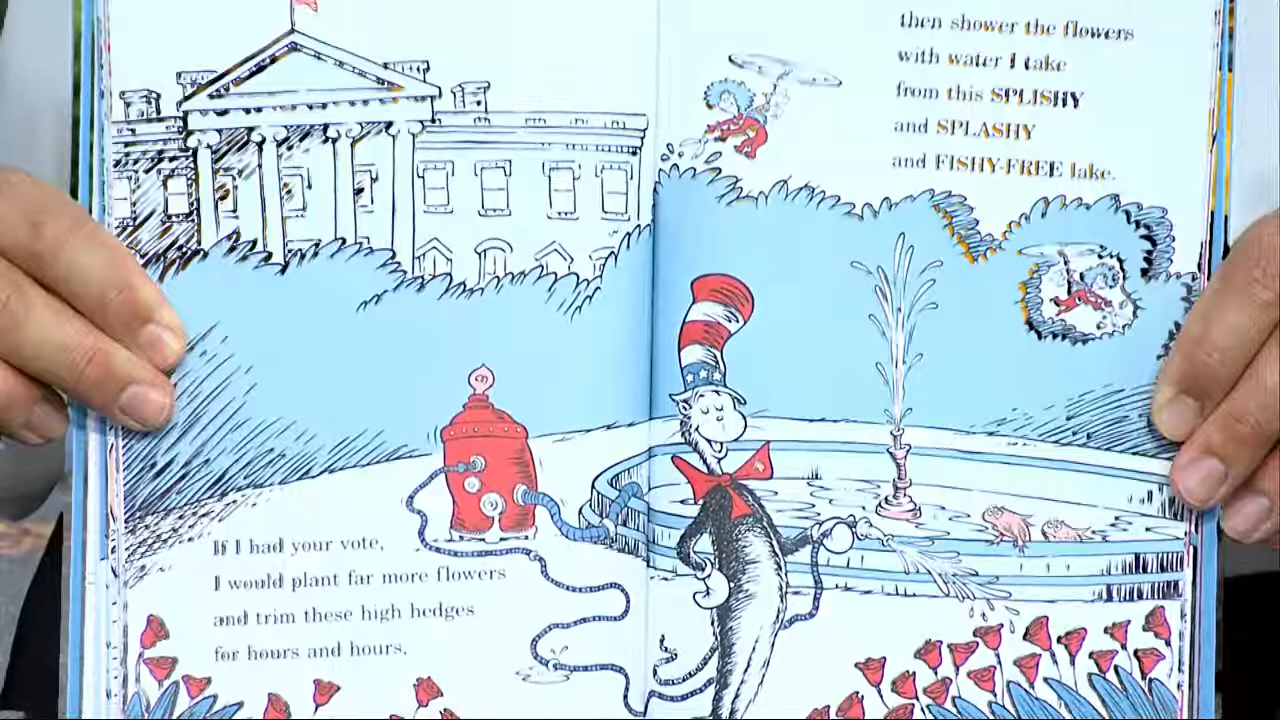 If I had your vote,
I would plant far more flowers
and trim these high hedges
for hours and hours,
then shower the flowers
with water I take
from this SPLISHY
and SPLASHY
and FISHY-FREE lake.